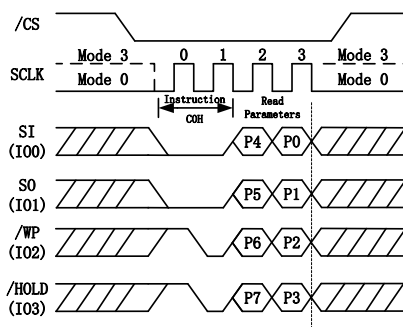 /CS
Mode 3 0 1 2 3 Mode 3
SCLK
Mode 0 Mode 0
Instruction Read
C0H Parameters
SI
(IO0) P4 P0
SO
(IO1) P5 P1
/WP
(IO2) P6 P2
/HOLD
(IO3) P7 P3